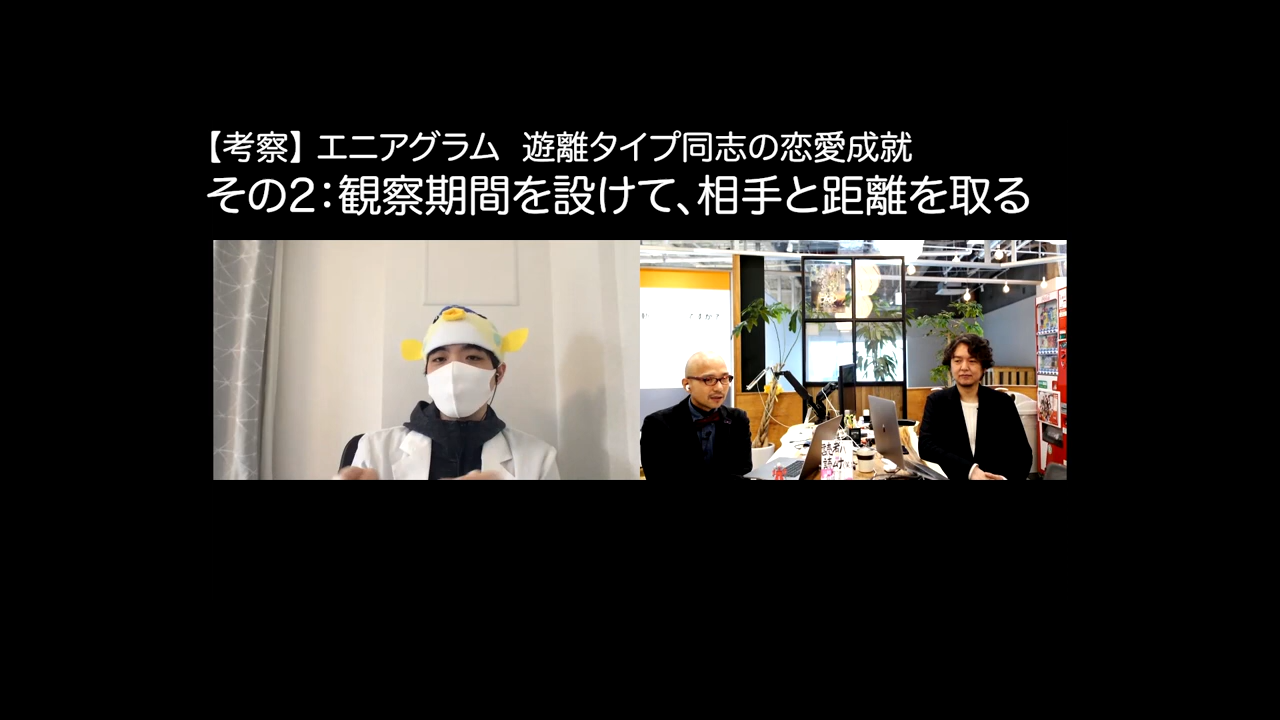 【考察】エニアグラム　遊離タイプ同志の恋愛成就
その2：観察期間を設けて、相手と距離を取る